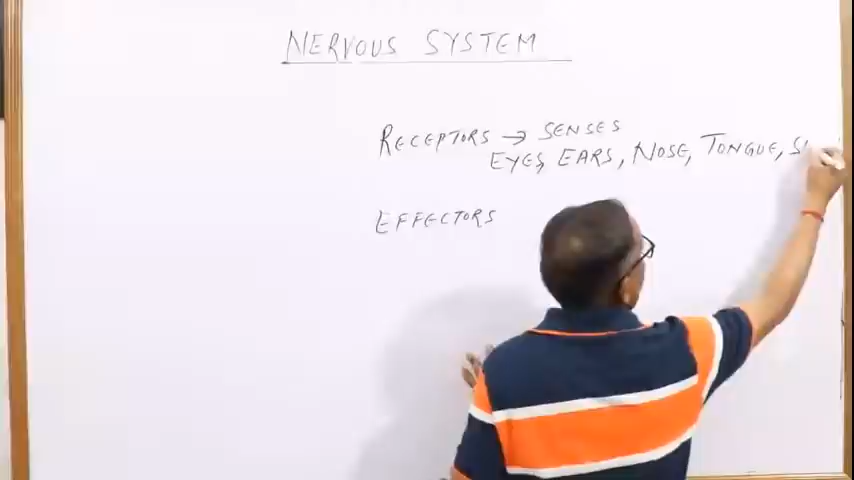 NERVOUS SYSTEM
RECEPTORS → SENSES
EYES, EARS, NOSE, TONGUE,
EFFECTORS